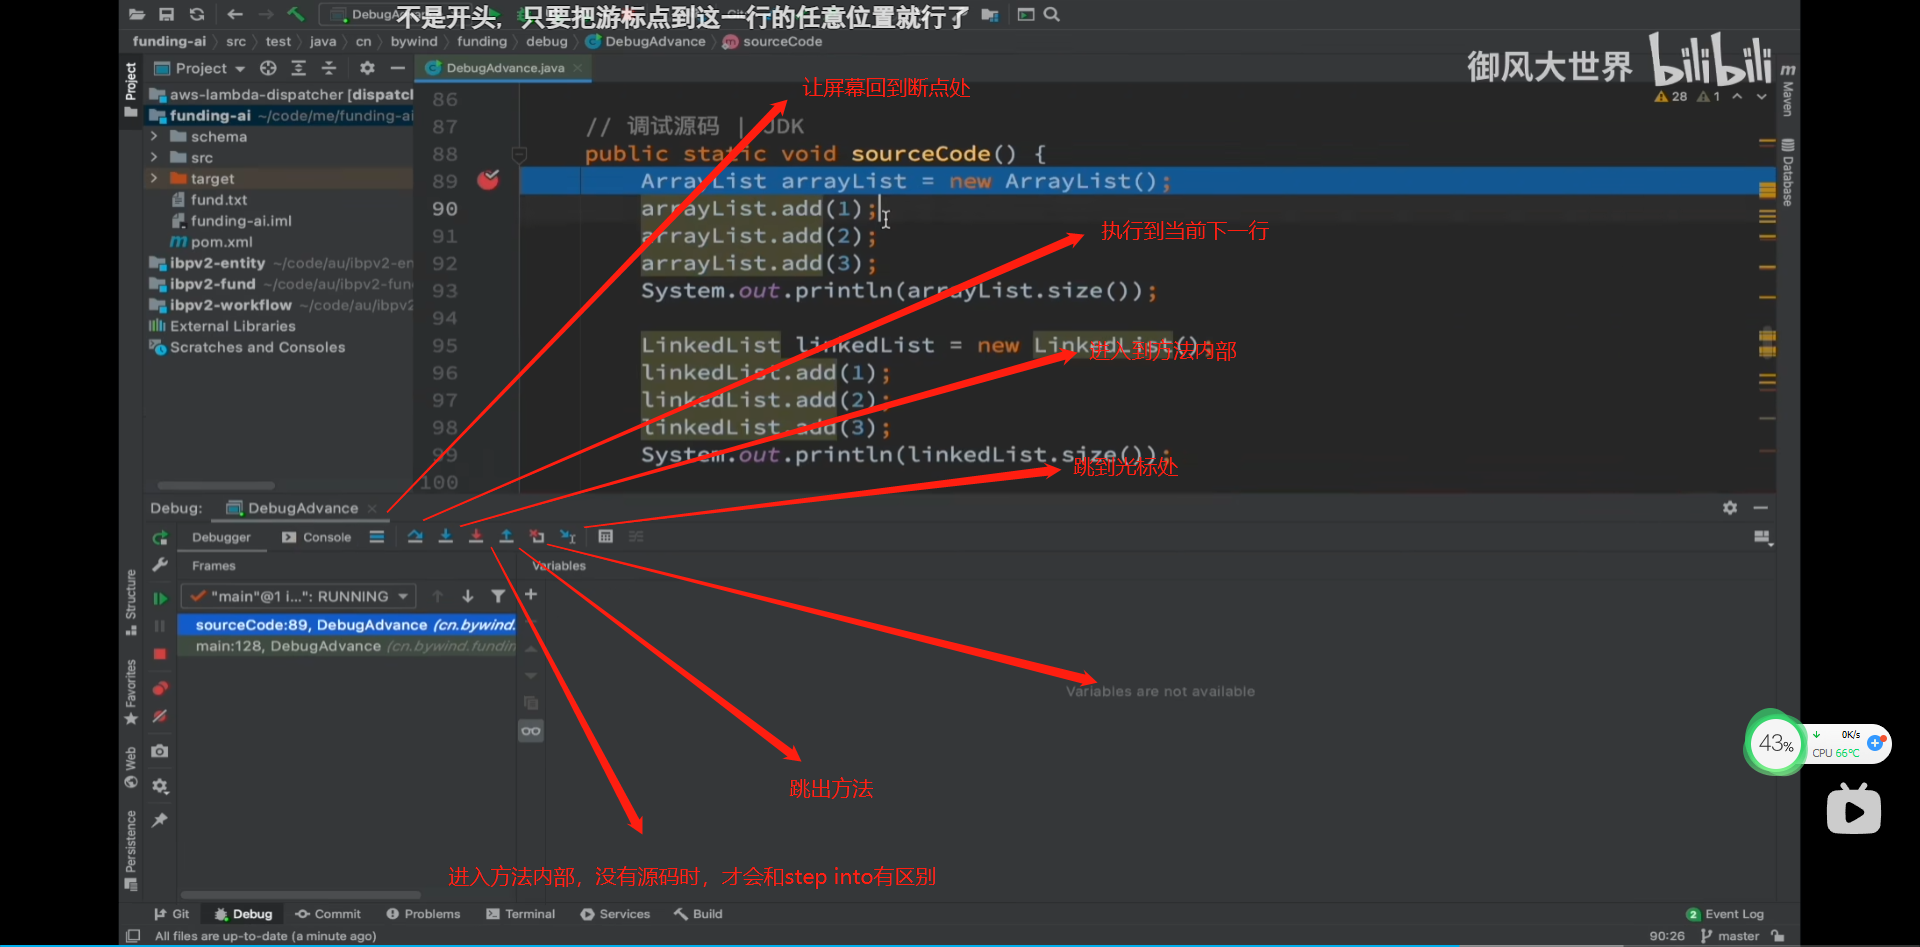 不是开头，只要把游标点到这一行的任意位置就行了
funding-ai › src › test › java › cn › bywind › funding › debug › DebugAdvance › sourceCode
御风大世界 bilibili
Project
DebugAdvance.java
28 1
aws-lambda-dispatcher [dispatcl
funding-ai ~/code/me/funding-ai
schema
src
target
fund.txt
funding-ai.iml
pom.xml
ibpv2-entity ~/code/au/ibpv2-en
ibpv2-fund ~/code/au/ibpv2-fun
ibpv2-workflow ~/code/au/ibpv2
External Libraries
Scratches and Consoles
Project
Structure
Favorites
Web
Persistence
Maven
Database
86
87 // 调试源码 | JDK
88 public static void sourceCode() {
89 ArrayList arrayList = new ArrayList();
90 arrayList.add(1);
91 arrayList.add(2);
92 arrayList.add(3);
93 System.out.println(arrayList.size());
94
95 LinkedList linkedList = new LinkedList();
96 linkedList.add(1);
97 linkedList.add(2);
98 linkedList.add(3);
99 System.out.println(linkedList.size());
100
让屏幕回到断点处
执行到当前下一行
进入到方法内部
跳到光标处
Debug: DebugAdvance
Debugger Console
Frames Variables
"main"@1 i...": RUNNING
sourceCode:89, DebugAdvance (cn.bywind.
main:128, DebugAdvance (cn.bywind.fundin
Variables are not available
跳出方法
进入方法内部，没有源码时，才会和step into有区别
43%
0K/s
CPU 66℃
Git Debug Commit Problems Terminal Services Build
2 Event Log
All files are up-to-date (a minute ago)
90:26 master